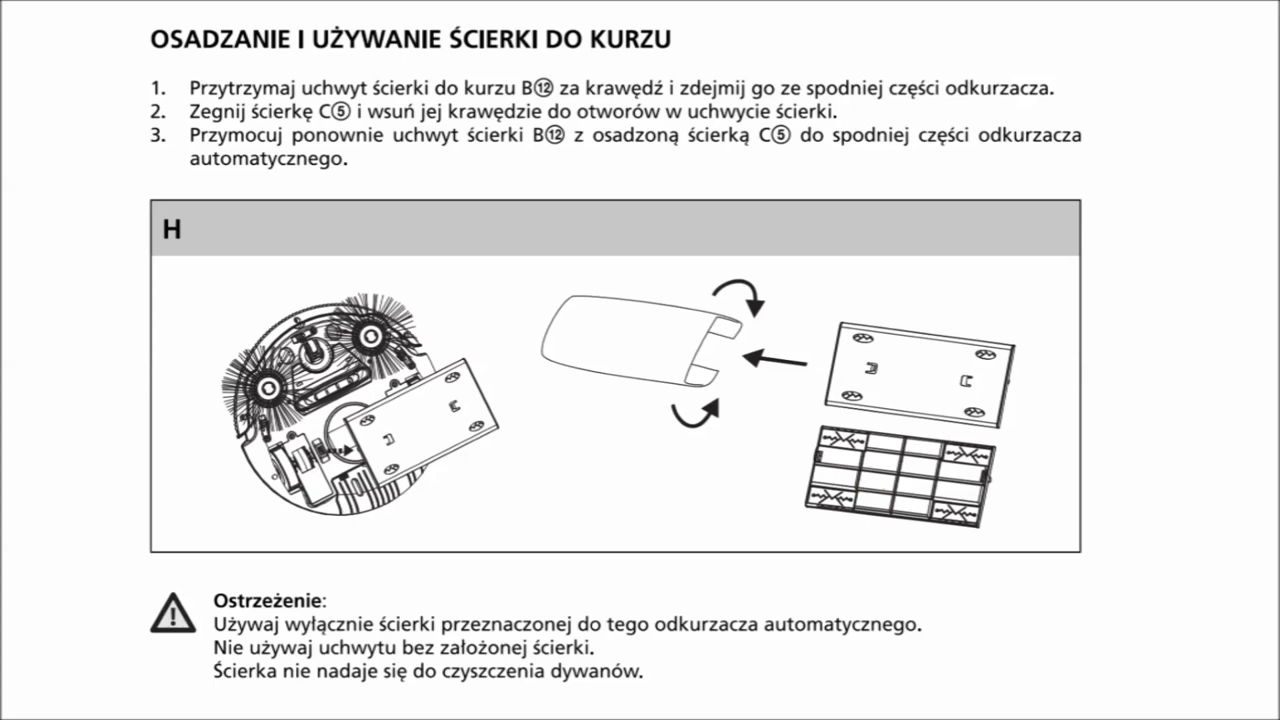 OSADZANIE I UŻYWANIE ŚCIERKI DO KURZU
1. Przytrzymaj uchwyt ścierki do kurzu B⑫ za krawędź i zdejmij go ze spodniej części odkurzacza.
2. Zegnij ścierkę C⑤ i wsuń jej krawędzie do otworów w uchwycie ścierki.
3. Przymocuj ponownie uchwyt ścierki B⑫ z osadzoną ścierką C⑤ do spodniej części odkurzacza
automatycznego.
H
Ostrzeżenie:
Używaj wyłącznie ścierki przeznaczonej do tego odkurzacza automatycznego.
Nie używaj uchwytu bez założonej ścierki.
Ścierka nie nadaje się do czyszczenia dywanów.